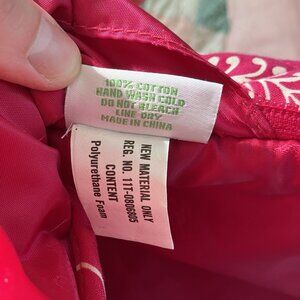 100% COTTON
HAND WASH COLD
DO NOT BLEACH
LINE DRY
MADE IN CHINA
NEW MATERIAL ONLY
REG. NO. 11T-0806805
CONTENT
Polyurethane Foam